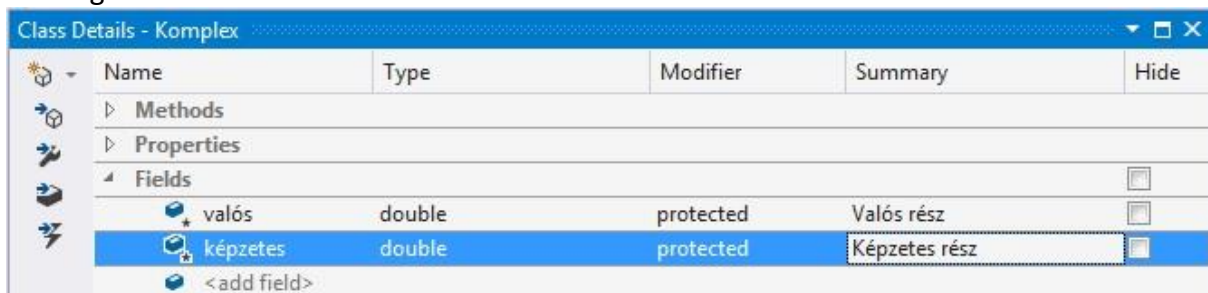 Class Details - Komplex
Name Type Modifier Summary Hide
Methods
Properties
Fields
valós double protected Valós rész
képzetes double protected Képzetes rész
<add field>